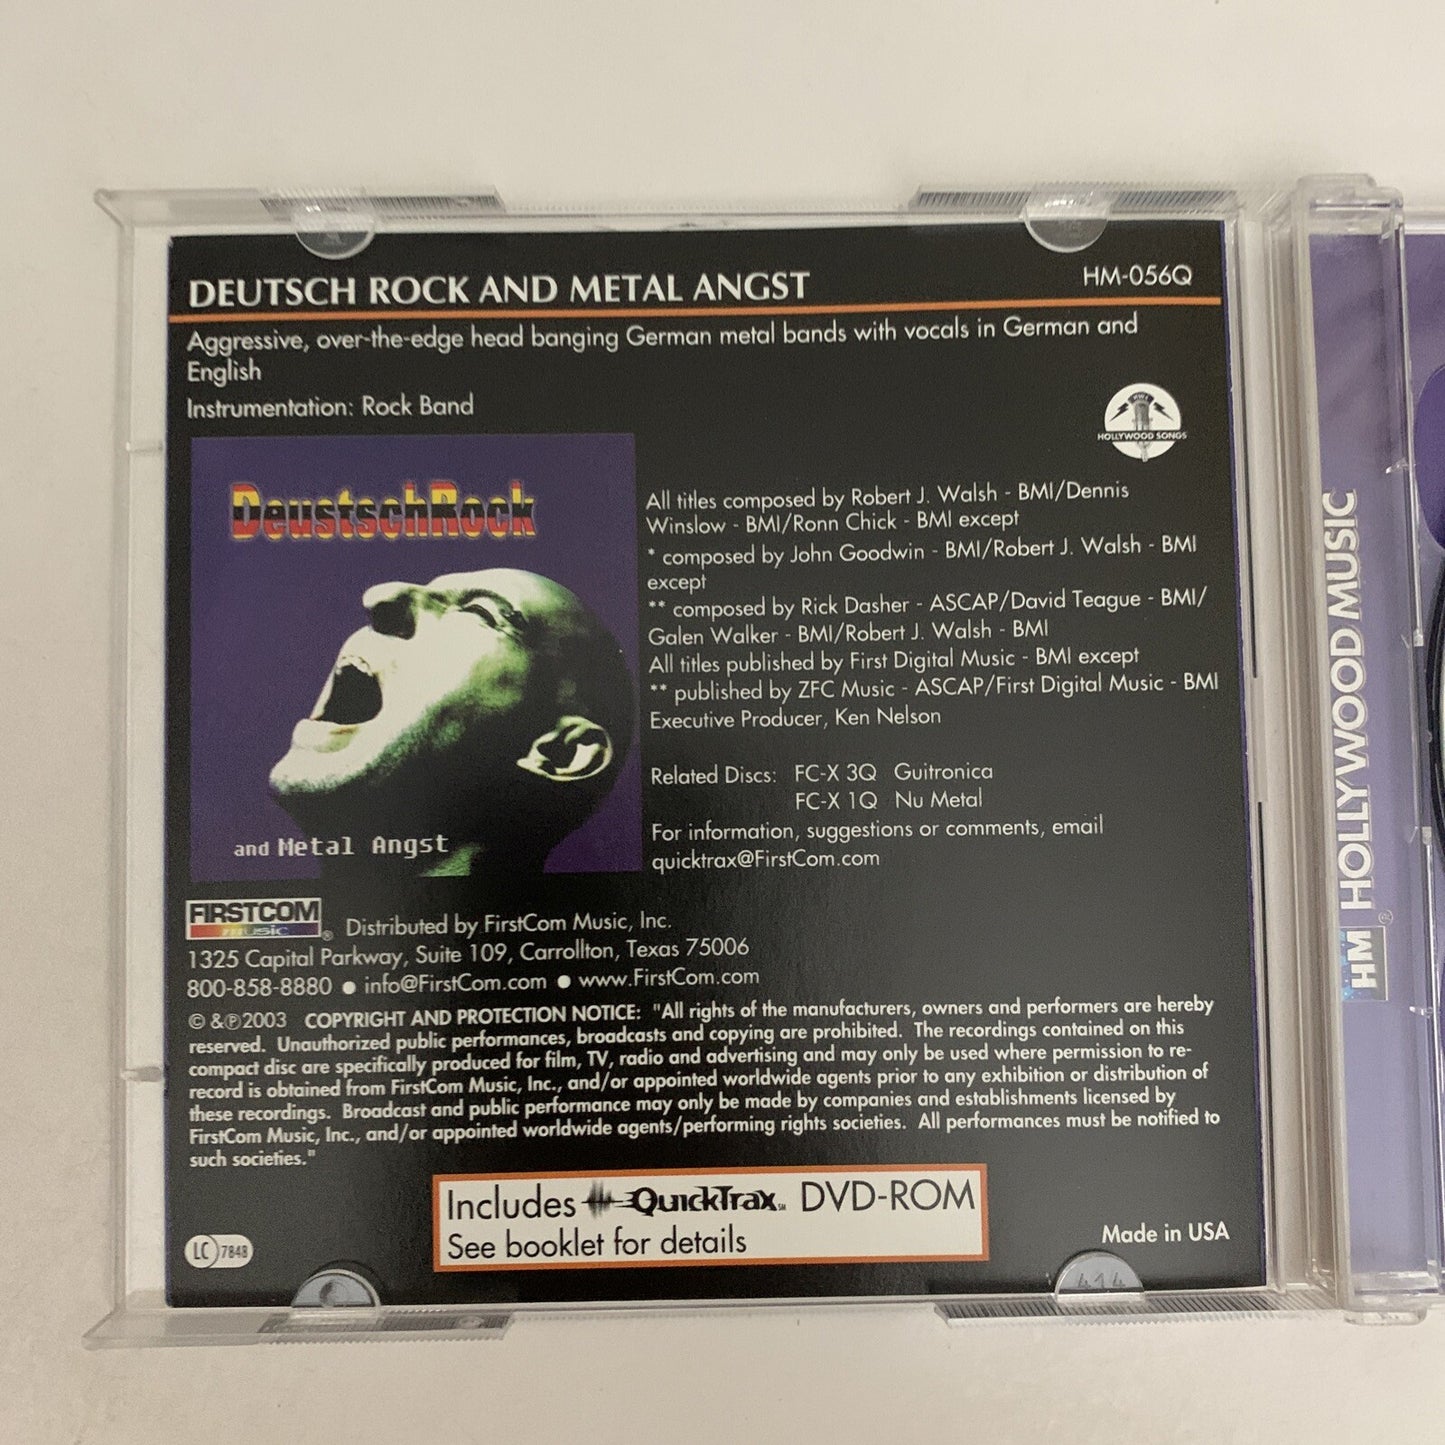 DEUTSCH ROCK AND METAL ANGST HM-056Q
Aggressive, over-the-edge head banging German metal bands with vocals in German and
English
Instrumentation: Rock Band
HOLLYWOOD SONGS
DeustschRock
and Metal Angst
All titles composed by Robert J. Walsh - BMI/Dennis
Winslow - BMI/Ronn Chick - BMI except
* composed by John Goodwin - BMI/Robert J. Walsh - BMI
except
** composed by Rick Dasher - ASCAP/David Teague - BMI/
Galen Walker - BMI/Robert J. Walsh - BMI
All titles published by First Digital Music - BMI except
** published by ZFC Music - ASCAP/First Digital Music - BMI
Executive Producer, Ken Nelson
Related Discs: FC-X 3Q Guitronica
FC-X 1Q Nu Metal
For information, suggestions or comments, email
quicktrax@FirstCom.com
FIRSTCOM
music ® Distributed by FirstCom Music, Inc.
1325 Capital Parkway, Suite 109, Carrollton, Texas 75006
800-858-8880 ● info@FirstCom.com ● www.FirstCom.com
© &℗2003 COPYRIGHT AND PROTECTION NOTICE: "All rights of the manufacturers, owners and performers are hereby
reserved. Unauthorized public performances, broadcasts and copying are prohibited. The recordings contained on this
compact disc are specifically produced for film, TV, radio and advertising and may only be used where permission to re-
record is obtained from FirstCom Music, Inc., and/or appointed worldwide agents prior to any exhibition or distribution of
these recordings. Broadcast and public performance may only be made by companies and establishments licensed by
FirstCom Music, Inc., and/or appointed worldwide agents/performing rights societies. All performances must be notified to
such societies."
Includes QuickTrax℠ DVD-ROM
See booklet for details
LC 7848
Made in USA
414
HM ® HOLLYWOOD MUSIC